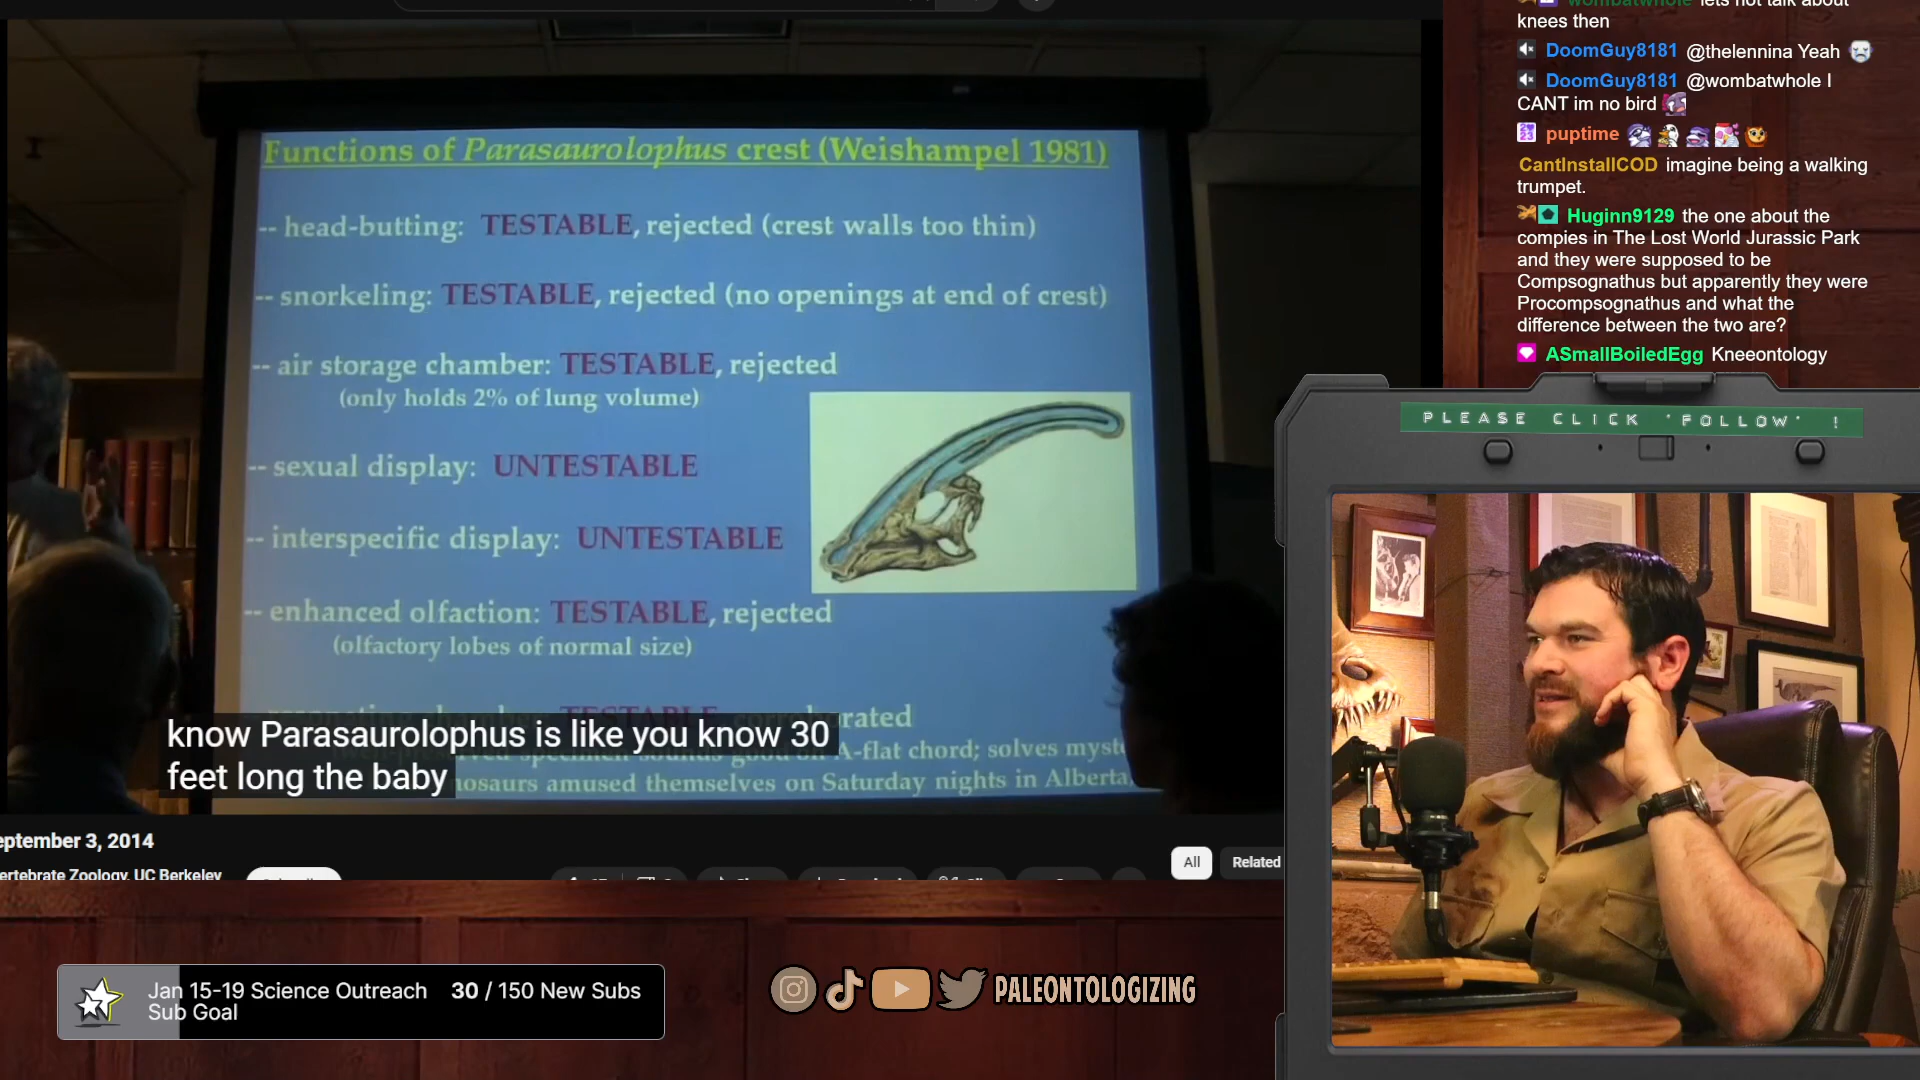 Functions of Parasaurolophus crest (Weishampel 1981)
-- head-butting: TESTABLE, rejected (crest walls too thin)
-- snorkeling: TESTABLE, rejected (no openings at end of crest)
-- air storage chamber: TESTABLE, rejected
(only holds 2% of lung volume)
-- sexual display: UNTESTABLE
-- interspecific display: UNTESTABLE
-- enhanced olfaction: TESTABLE, rejected
(olfactory lobes of normal size)
TESTABLE
A-flat chord; solves
amused themselves on Saturday nights in Alberta
know Parasaurolophus is like you know 30
feet long the baby
eptember 3, 2014
ertebrate Zoology, UC Berkeley
All
Related
lets not talk about
knees then
DoomGuy8181 @thelennina Yeah
DoomGuy8181 @wombatwhole I
CANT im no bird
puptime
CantInstallCOD imagine being a walking
trumpet.
Huginn9129 the one about the
compies in The Lost World Jurassic Park
and they were supposed to be
Compsognathus but apparently they were
Procompsognathus and what the
difference between the two are?
ASmallBoiledEgg Kneeontology
PLEASE CLICK 'FOLLOW' !
Jan 15-19 Science Outreach 30 / 150 New Subs
Sub Goal
PALEONTOLOGIZING